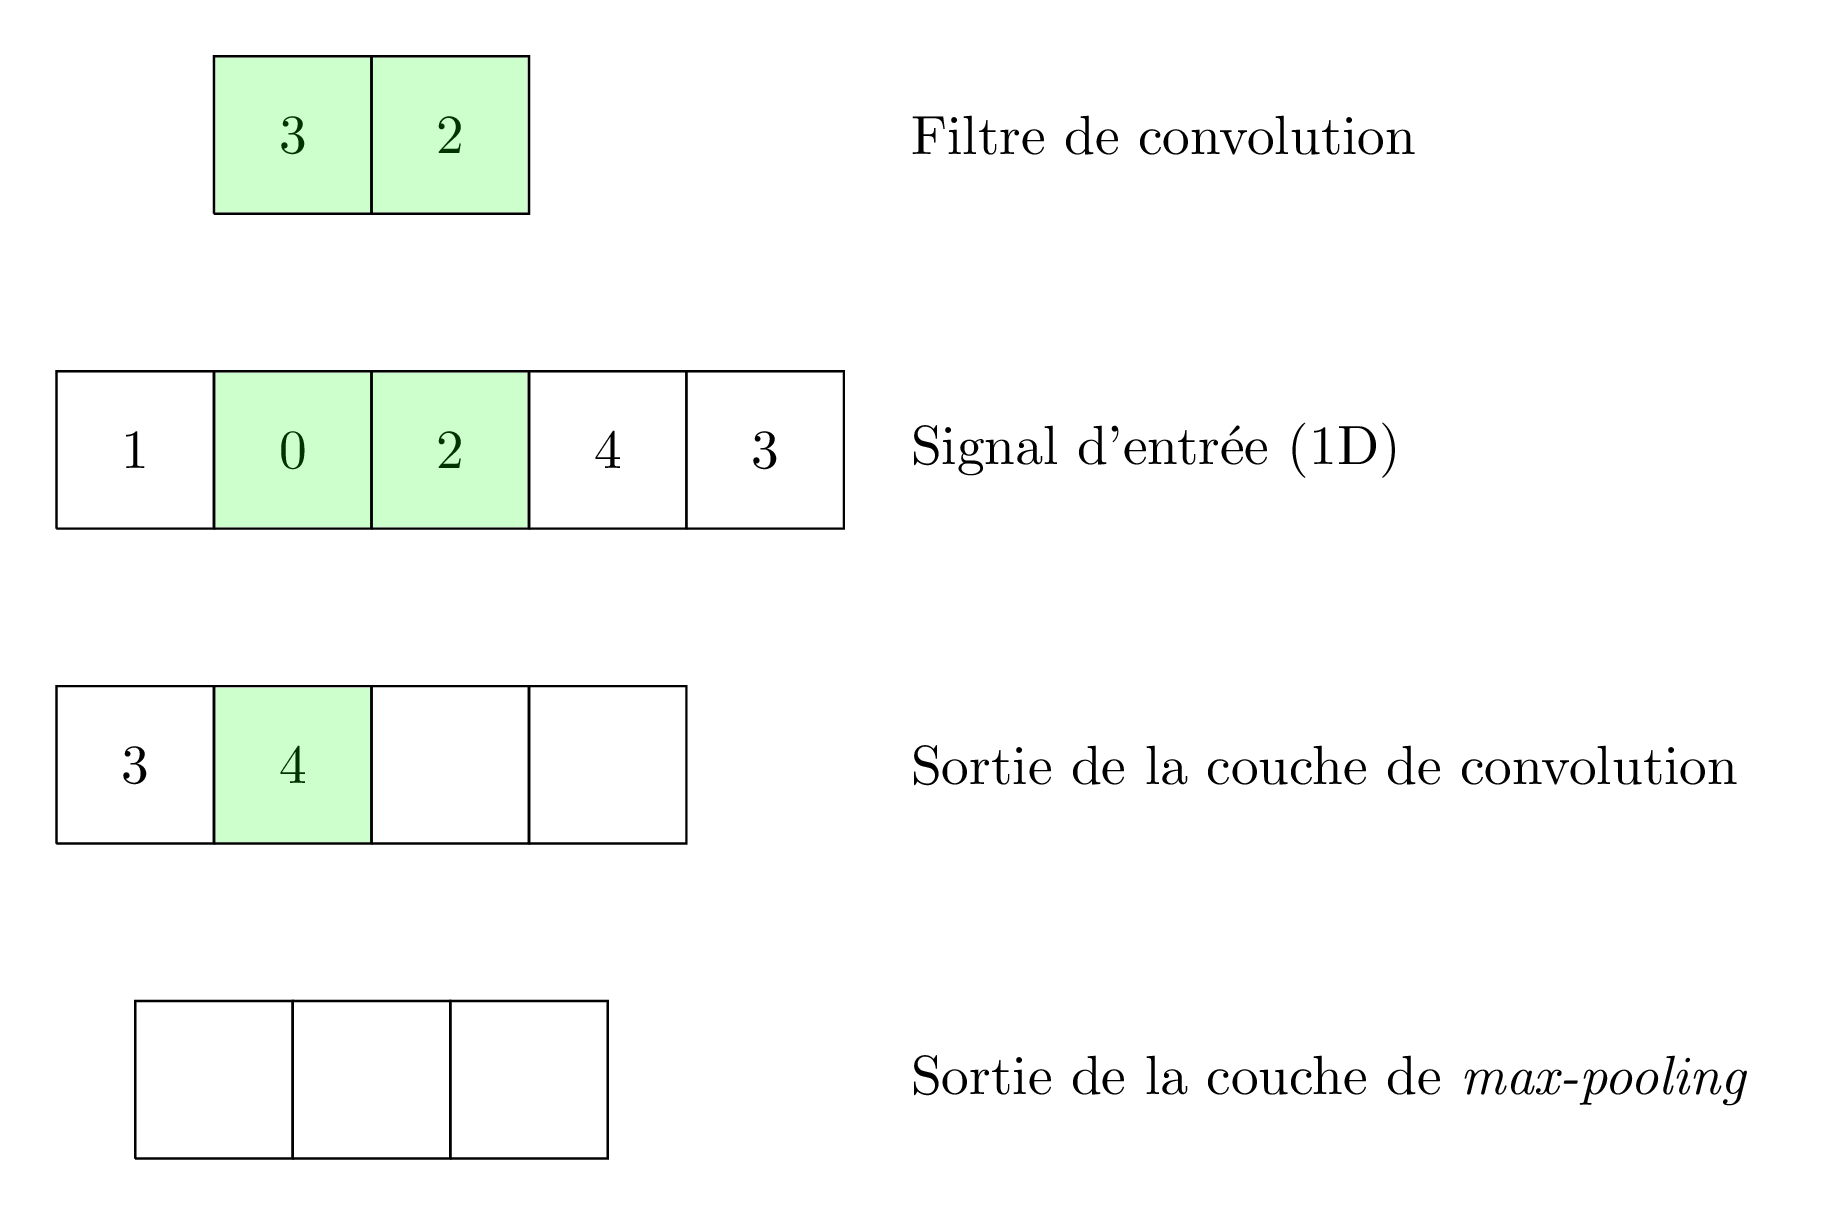 3 2 Filtre de convolution
1 0 2 4 3 Signal d'entrée (1D)
3 4 Sortie de la couche de convolution
Sortie de la couche de max-pooling